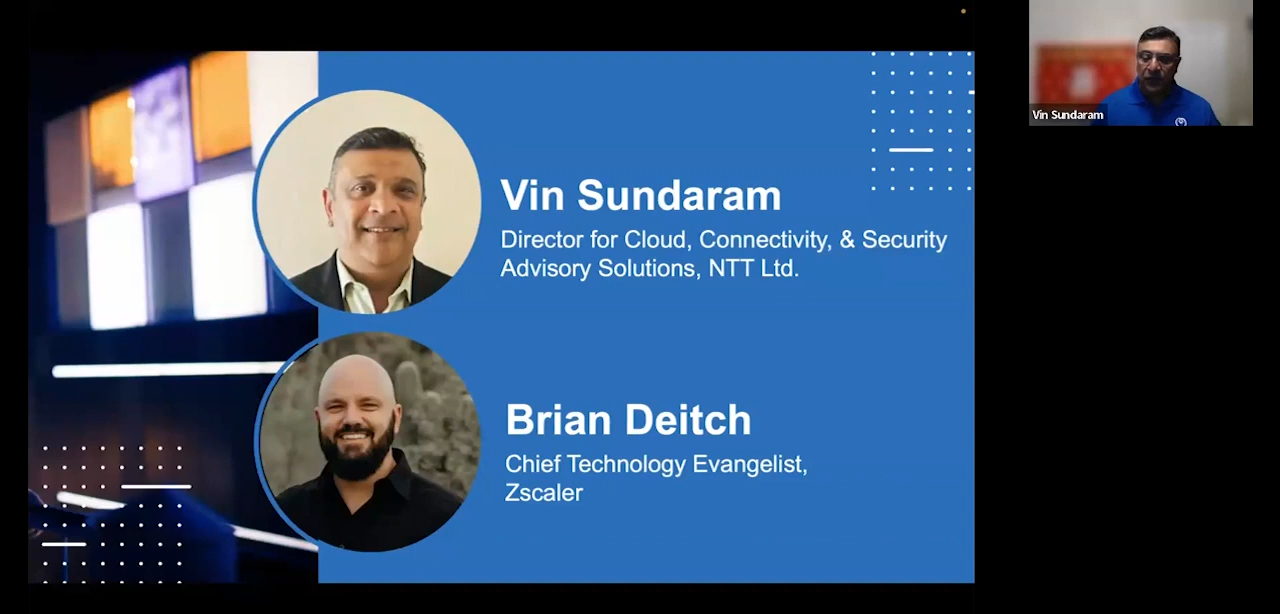 Vin Sundaram
Director for Cloud, Connectivity, & Security
Advisory Solutions, NTT Ltd.
Brian Deitch
Chief Technology Evangelist,
Zscaler
Vin Sundaram